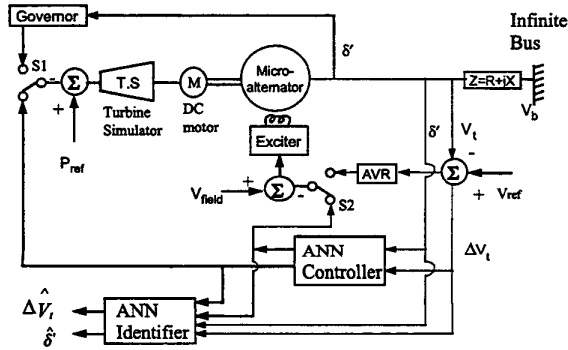 Governor
Infinite
Bus
S1
δ'
Σ
T.S
M
Micro-
alternator
Z=R+jX
+
-
Turbine
Simulator
DC
motor
V_b
P_ref
Exciter
δ'
V_t
-
Σ
AVR
+
V_ref
V_field
+
Σ
-
S2
ANN
Controller
ΔV_t
ΔV̂_t
δ̂'
ANN
Identifier